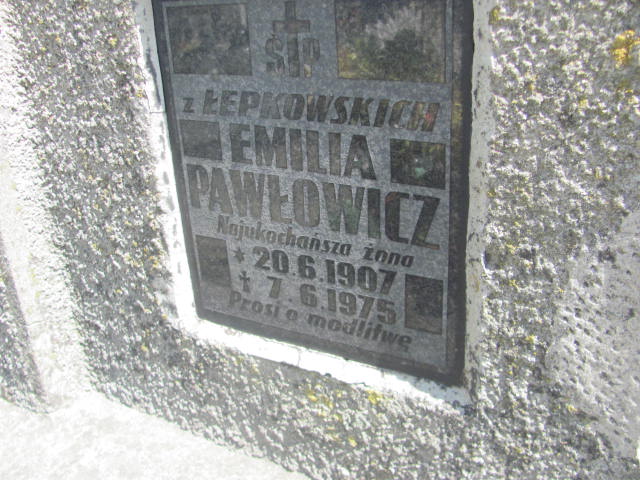 ŚP
z ŁEPKOWSKICH
EMILIA
PAWŁOWICZ
Najukochańsza żona
* 20.6.1907
† 7.6.1975
Prosi o modlitwę